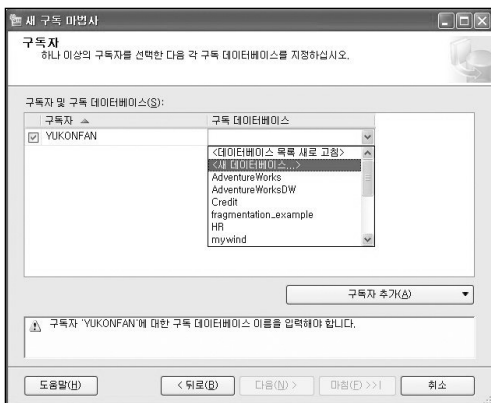 새 구독 마법사
구독자
하나 이상의 구독자를 선택한 다음 각 구독 데이터베이스를 지정하십시오.
구독자 및 구독 데이터베이스(S):
구독자 구독 데이터베이스
YUKONFAN
<데이터베이스 목록 새로 고침>
<새 데이터베이스...>
AdventureWorks
AdventureWorksDW
Credit
fragmentation_example
HR
mywind
구독자 추가(A)
구독자 'YUKONFAN'에 대한 구독 데이터베이스 이름을 입력해야 합니다.
도움말(H) < 뒤로(B) 다음(N) > 마침(F) >>| 취소